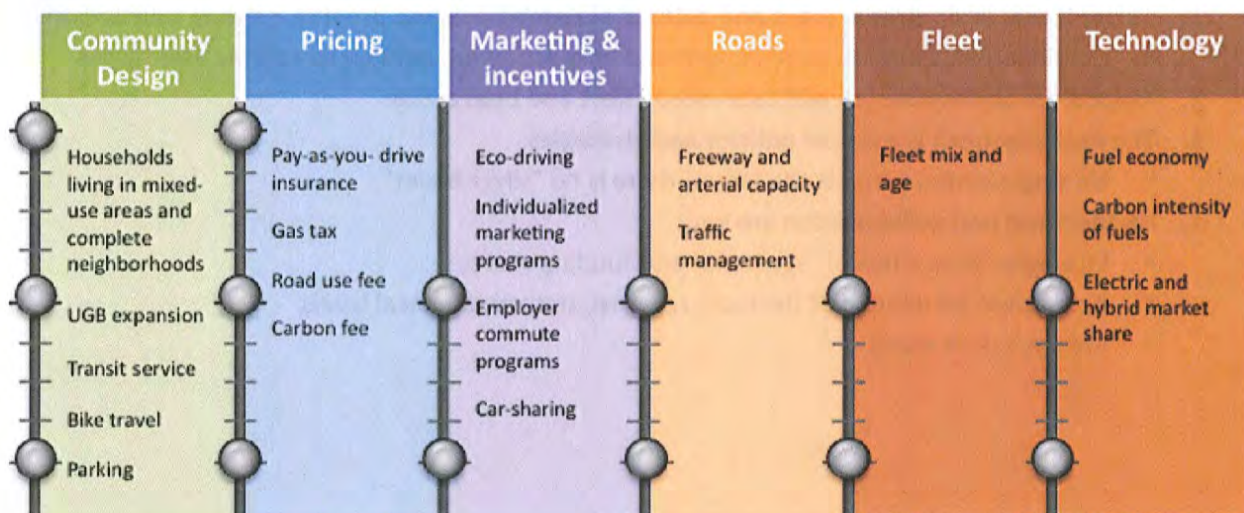 Community
Design
Pricing
Marketing &
incentives
Roads
Fleet
Technology
Households
living in mixed-
use areas and
complete
neighborhoods
UGB expansion
Transit service
Bike travel
Parking
Pay-as-you- drive
insurance
Gas tax
Road use fee
Carbon fee
Eco-driving
Individualized
marketing
programs
Employer
commute
programs
Car-sharing
Freeway and
arterial capacity
Traffic
management
Fleet mix and
age
Fuel economy
Carbon intensity
of fuels
Electric and
hybrid market
share